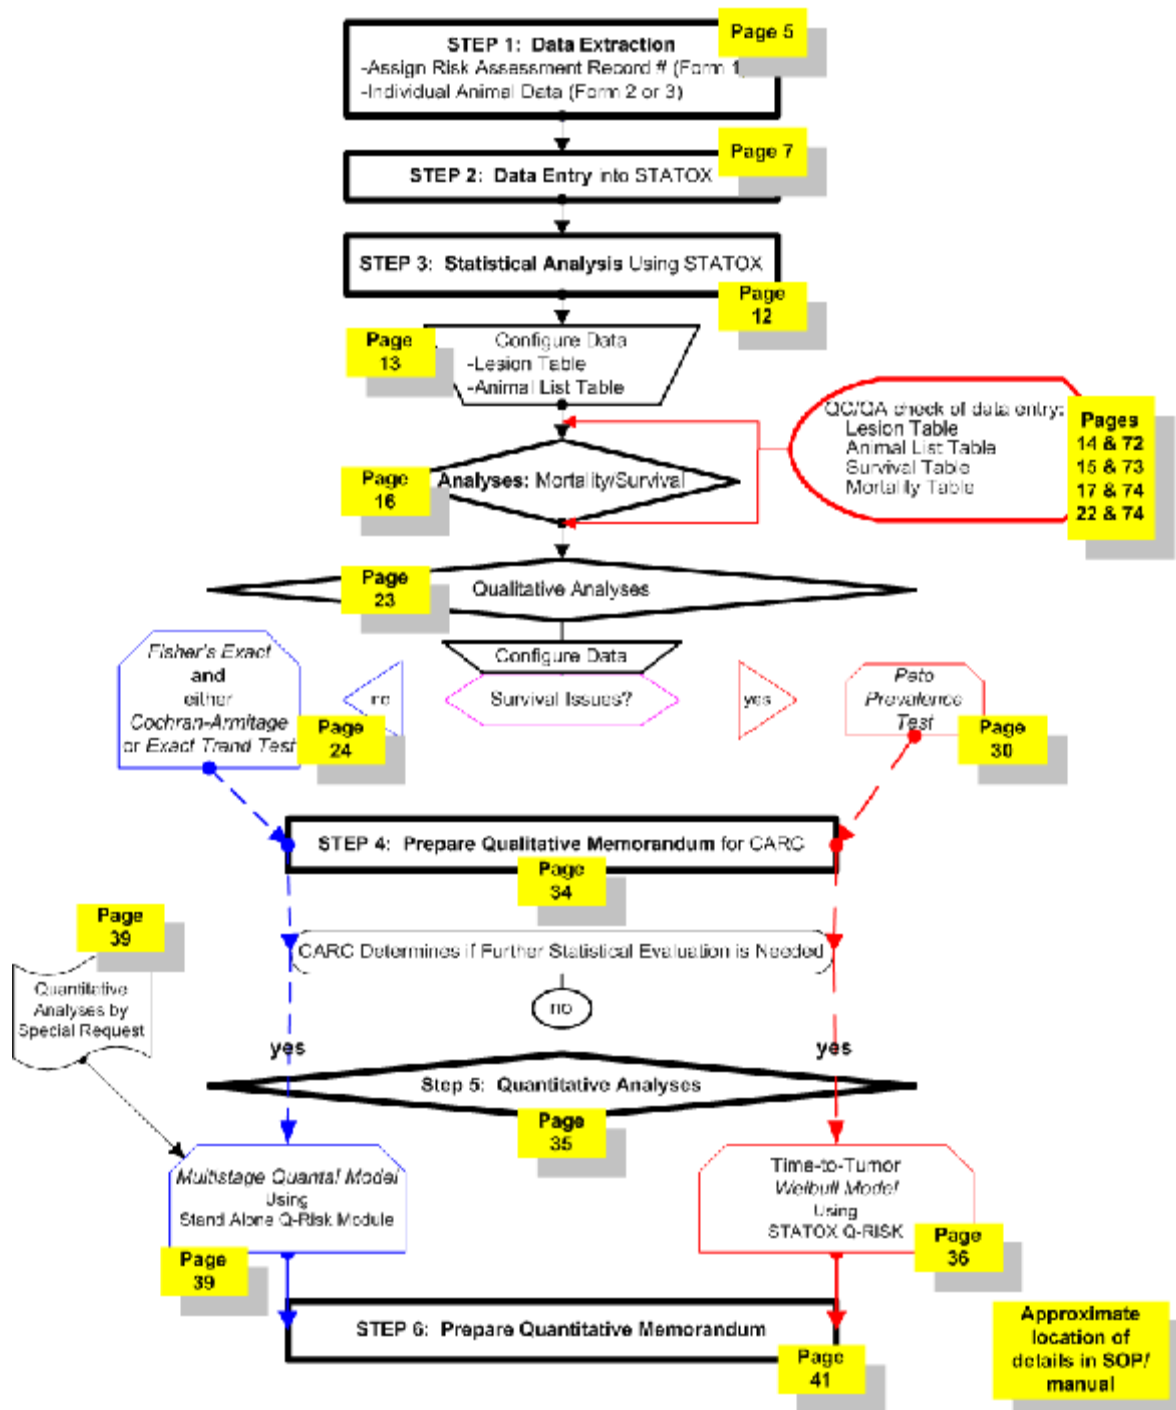 Page 5
STEP 1: Data Extraction
-Assign Risk Assessment Record # (Form 1)
-Individual Animal Data (Form 2 or 3)
Page 7
STEP 2: Data Entry into STATOX
STEP 3: Statistical Analysis Using STATOX
Page
12
Page
13
Configure Data
-Lesion Table
-Animal List Table
QC/QA check of data entry:
Lesion Table
Animal List Table
Survival Table
Mortality Table
Pages
14 & 72
15 & 73
17 & 74
22 & 74
Page
16
Analyses: Mortality/Survival
Page
23
Qualitative Analyses
Configure Data
Survival Issues?
no
yes
Fisher's Exact
and
either
Cochran-Armitage
or Exact Trand Test
Page
24
Peto
Prevalence
Test
Page
30
STEP 4: Prepare Qualitative Memorandum for CARC
Page
34
Page
39
Quantitative
Analyses by
Special Request
CARC Determines if Further Statistical Evaluation is Needed
no
yes
yes
Step 5: Quantitative Analyses
Page
35
Multistage Quantal Model
Using
Stand Alone Q-Risk Module
Page
39
Time-to-Tumor
Weibull Model
Using
STATOX Q-RISK
Page
36
STEP 6: Prepare Quantitative Memorandum
Page
41
Approximate
location of
details in SOP/
manual